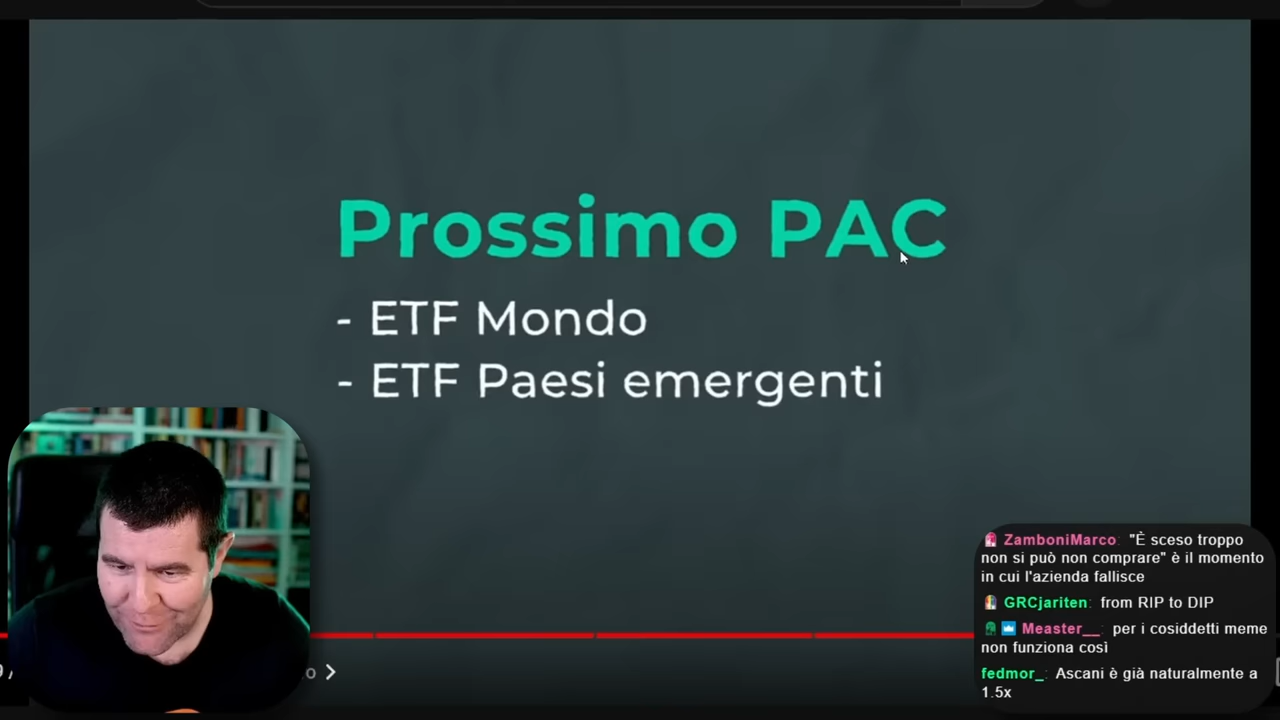 Prossimo PAC
- ETF Mondo
- ETF Paesi emergenti
ZamboniMarco: "È sceso troppo
non si può non comprare" è il momento
in cui l'azienda fallisce
GRCjariten: from RIP to DIP
Measter__: per i cosiddetti meme
non funziona così
fedmor_: Ascani è già naturalmente a
1.5x